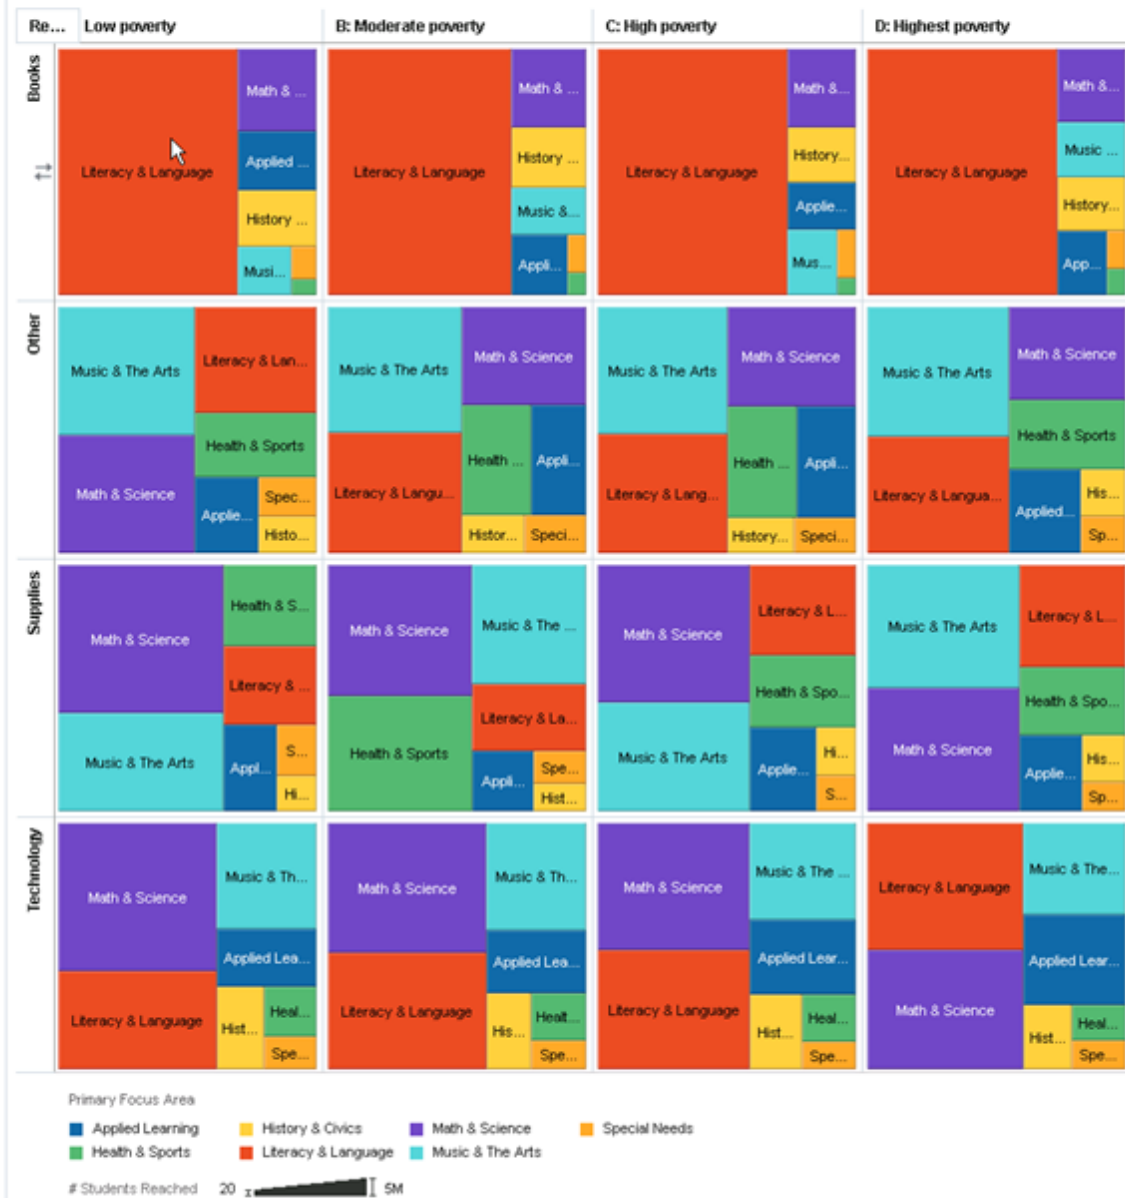 Re... Low poverty B: Moderate poverty C: High poverty D: Highest poverty
Books
Literacy & Language Math & ... Applied ... History ... Musi...
Literacy & Language Math & ... History ... Music &... Appli...
Literacy & Language Math &... History... Applie... Mus...
Literacy & Language Math &... Music ... History... App...
Other
Music & The Arts Math & Science Literacy & Lan... Health & Sports Applie... Spec... Histo...
Music & The Arts Literacy & Langu... Math & Science Health ... Appli... Histor... Speci...
Music & The Arts Literacy & Lang... Math & Science Health ... Appli... History... Speci...
Music & The Arts Literacy & Langua... Math & Science Health & Sports Applied... His... Sp...
Supplies
Math & Science Music & The Arts Health & S... Literacy & ... Appl... S... Hi...
Math & Science Health & Sports Music & The ... Literacy & La... Appli... Spe... Hist...
Math & Science Music & The Arts Literacy & L... Health & Spo... Applie... Hi... S...
Music & The Arts Math & Science Literacy & L... Health & Spo... Applie... His... Sp...
Technology
Math & Science Literacy & Language Music & Th... Applied Lea... Hist... Heal... Spe...
Math & Science Literacy & Language Music & Th... Applied Lea... His... Healt... Spe...
Math & Science Literacy & Language Music & The ... Applied Lear... Hist... Heal... Spe...
Literacy & Language Math & Science Music & The... Applied Lear... Hist... Heal... Spe...
Primary Focus Area
Applied Learning History & Civics Math & Science Special Needs
Health & Sports Literacy & Language Music & The Arts
# Students Reached 20 5M